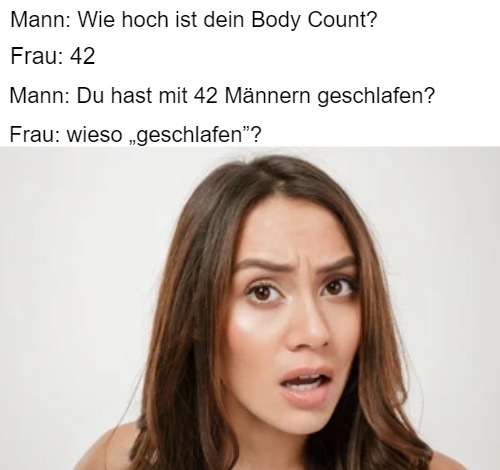 Mann: Wie hoch ist dein Body Count?
Frau: 42
Mann: Du hast mit 42 Männern geschlafen?
Frau: wieso „geschlafen”?